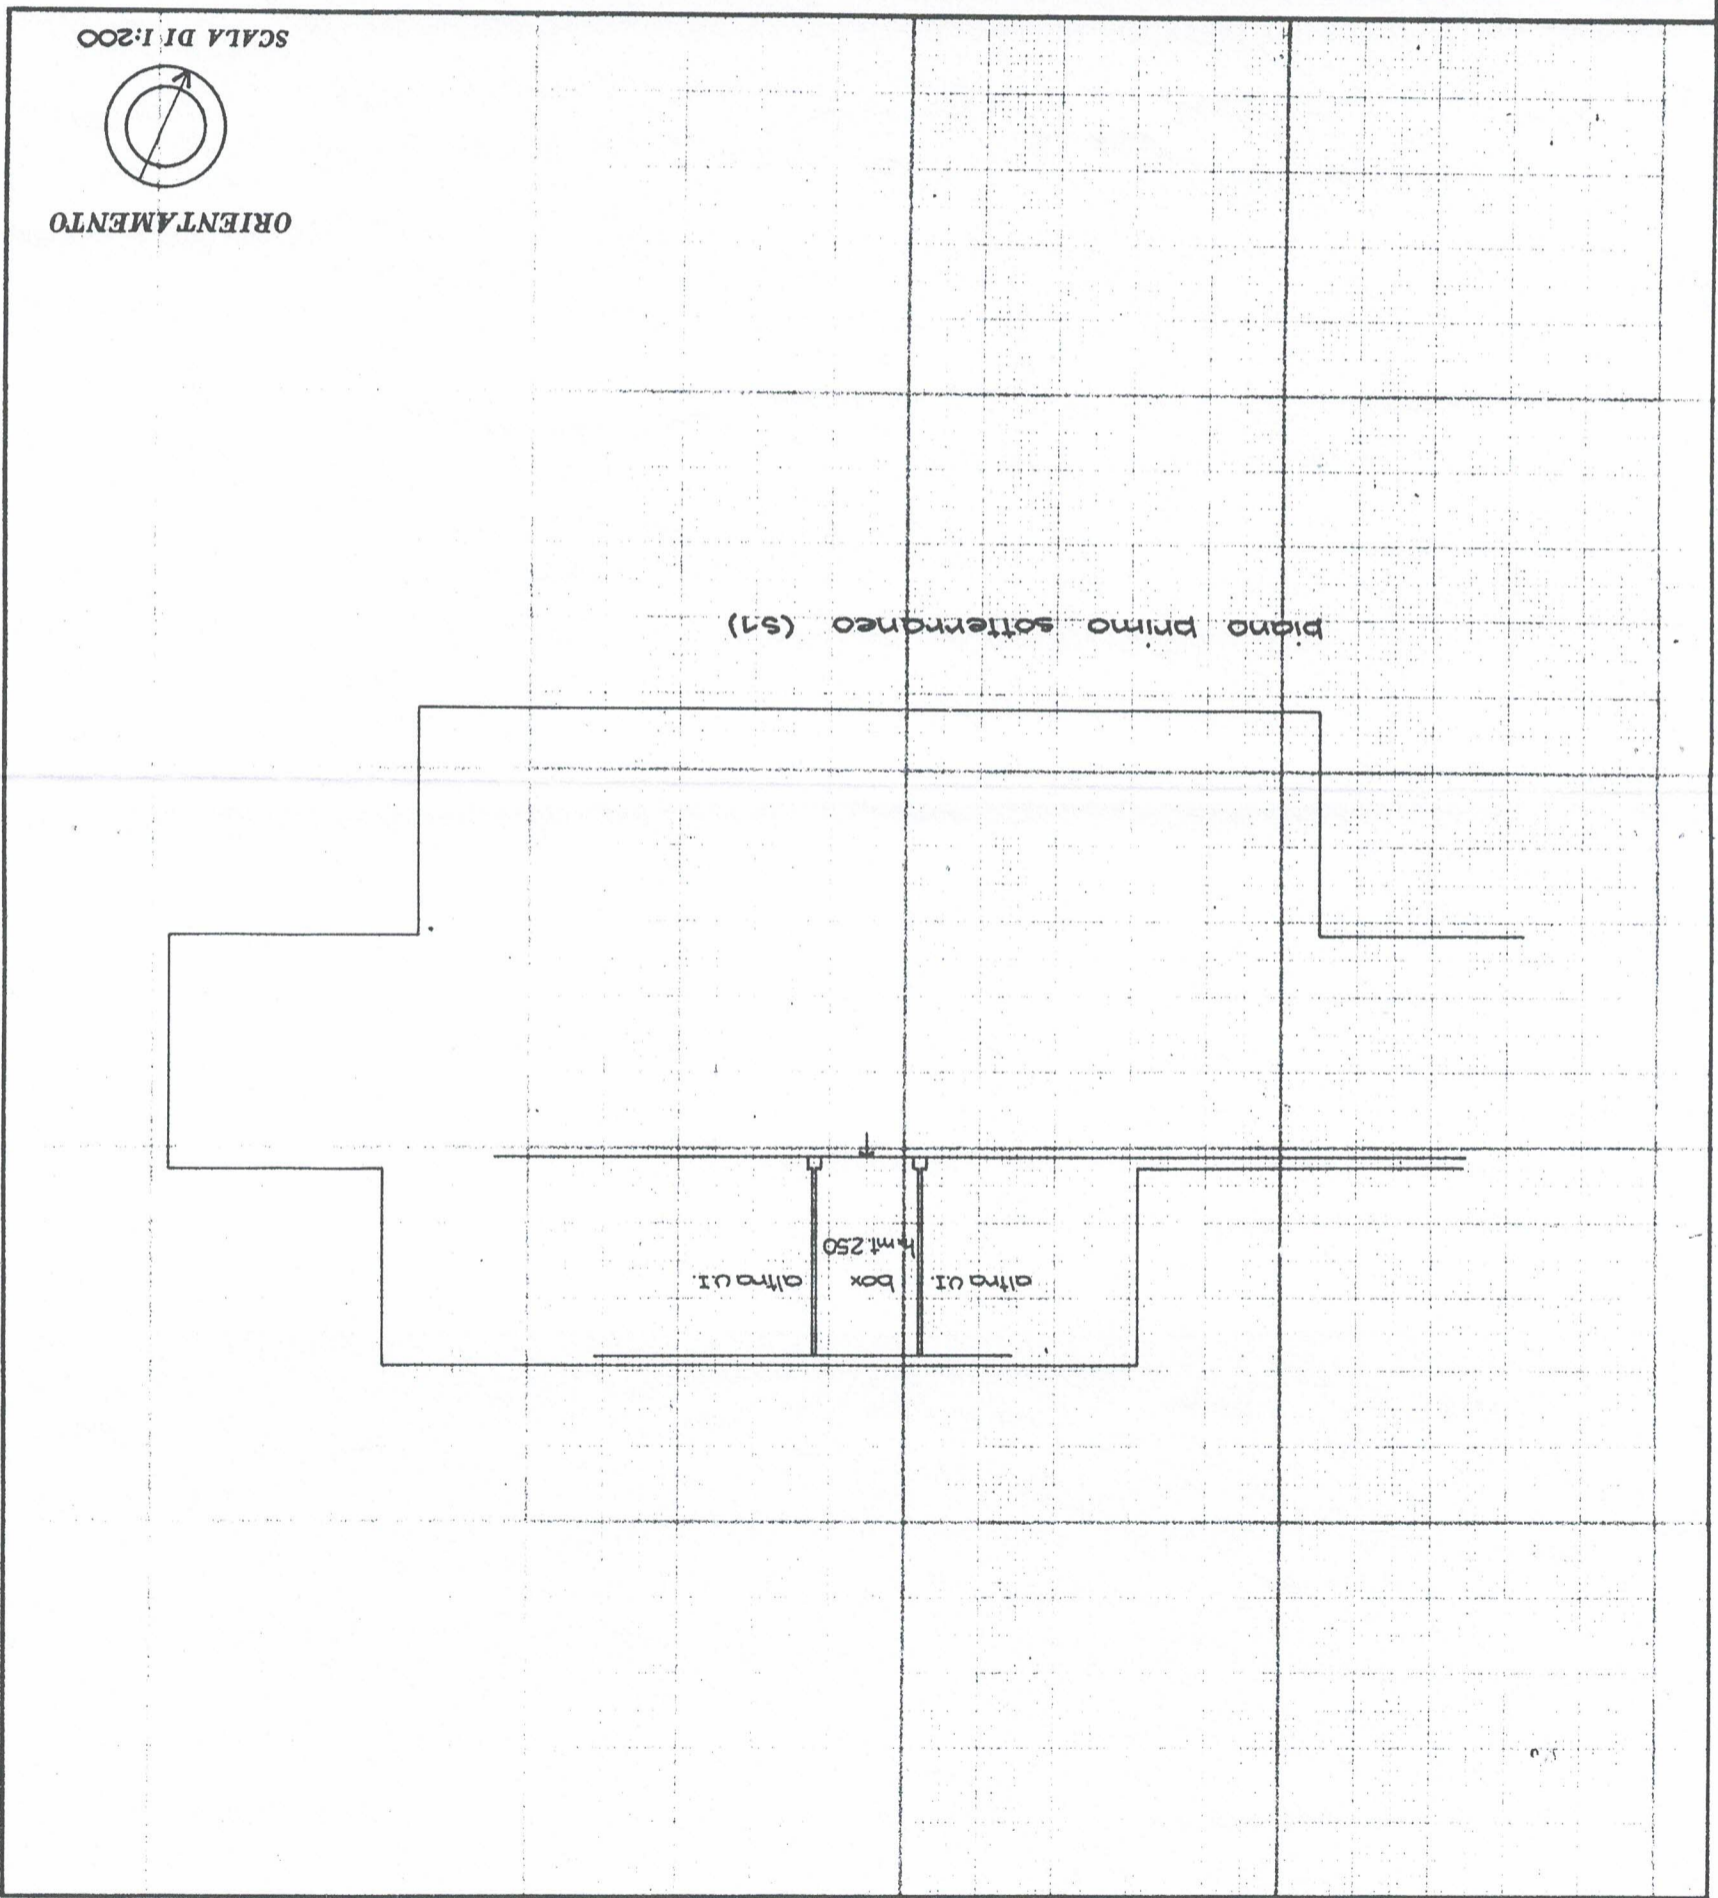 piano primo sotterraneo (S1)
altra U.I.
box
h. mt. 2.50
altra U.I.
ORIENTAMENTO
SCALA DI 1:200